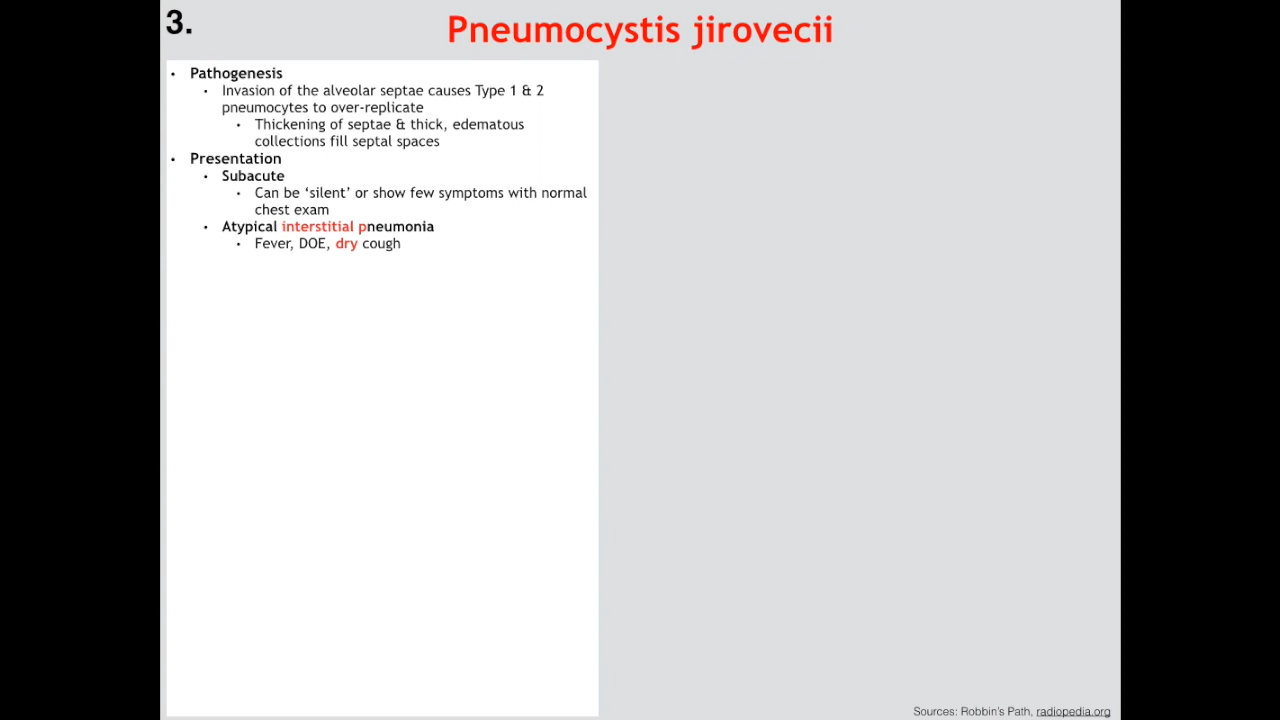 3.
Pneumocystis jirovecii
• Pathogenesis
• Invasion of the alveolar septae causes Type 1 & 2
pneumocytes to over-replicate
• Thickening of septae & thick, edematous
collections fill septal spaces
• Presentation
• Subacute
• Can be ‘silent’ or show few symptoms with normal
chest exam
• Atypical interstitial pneumonia
• Fever, DOE, dry cough
Sources: Robbin's Path, radiopedia.org